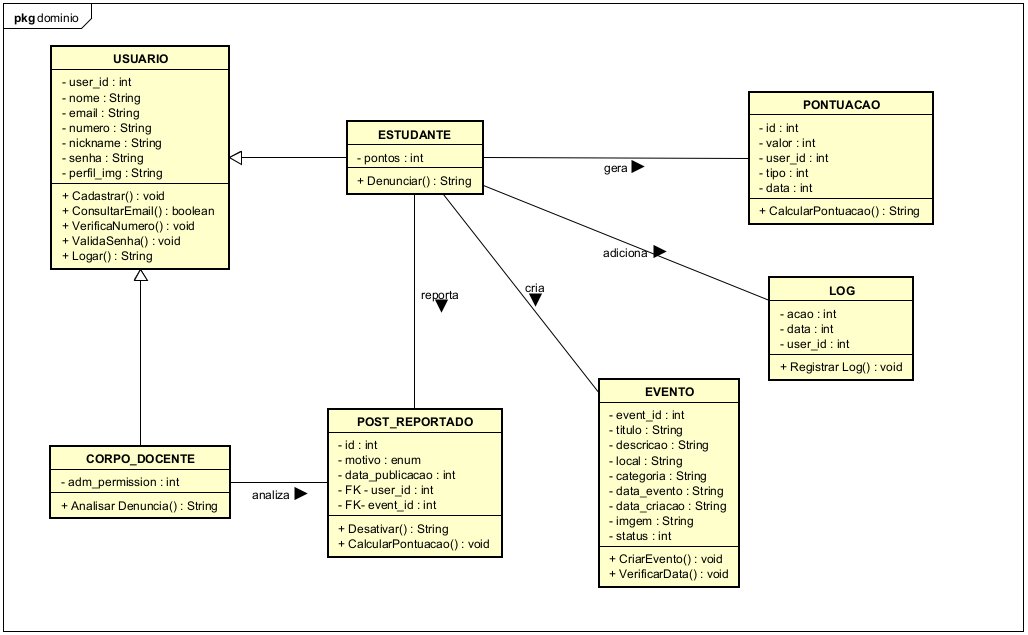 pkg dominio
USUARIO
- user_id : int
- nome : String
- email : String
- numero : String
- nickname : String
- senha : String
- perfil_img : String
+ Cadastrar() : void
+ ConsultarEmail() : boolean
+ VerificaNumero() : void
+ ValidaSenha() : void
+ Logar() : String
ESTUDANTE
- pontos : int
+ Denunciar() : String
gera
PONTUACAO
- id : int
- valor : int
- user_id : int
- tipo : int
- data : int
+ CalcularPontuacao() : String
adiciona
LOG
- acao : int
- data : int
- user_id : int
+ Registrar Log() : void
reporta
cria
EVENTO
- event_id : int
- titulo : String
- descricao : String
- local : String
- categoria : String
- data_evento : String
- data_criacao : String
- imgem : String
- status : int
+ CriarEvento() : void
+ VerificarData() : void
POST_REPORTADO
- id : int
- motivo : enum
- data_publicacao : int
- FK - user_id : int
- FK- event_id : int
+ Desativar() : String
+ CalcularPontuacao() : void
CORPO_DOCENTE
- adm_permission : int
+ Analisar Denuncia() : String
analiza